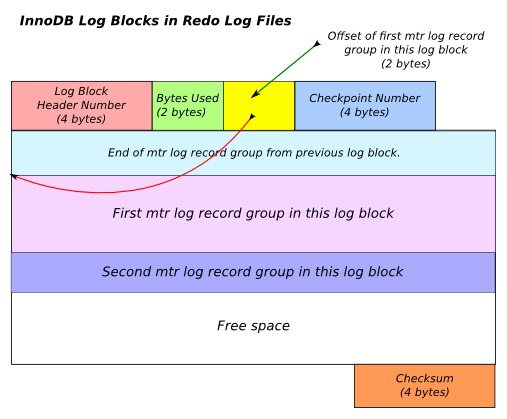 InnoDB Log Blocks in Redo Log Files
Offset of first mtr log record
group in this log block
(2 bytes)
Log Block
Header Number
(4 bytes)
Bytes Used
(2 bytes)
Checkpoint Number
(4 bytes)
End of mtr log record group from previous log block.
First mtr log record group in this log block
Second mtr log record group in this log block
Free space
Checksum
(4 bytes)